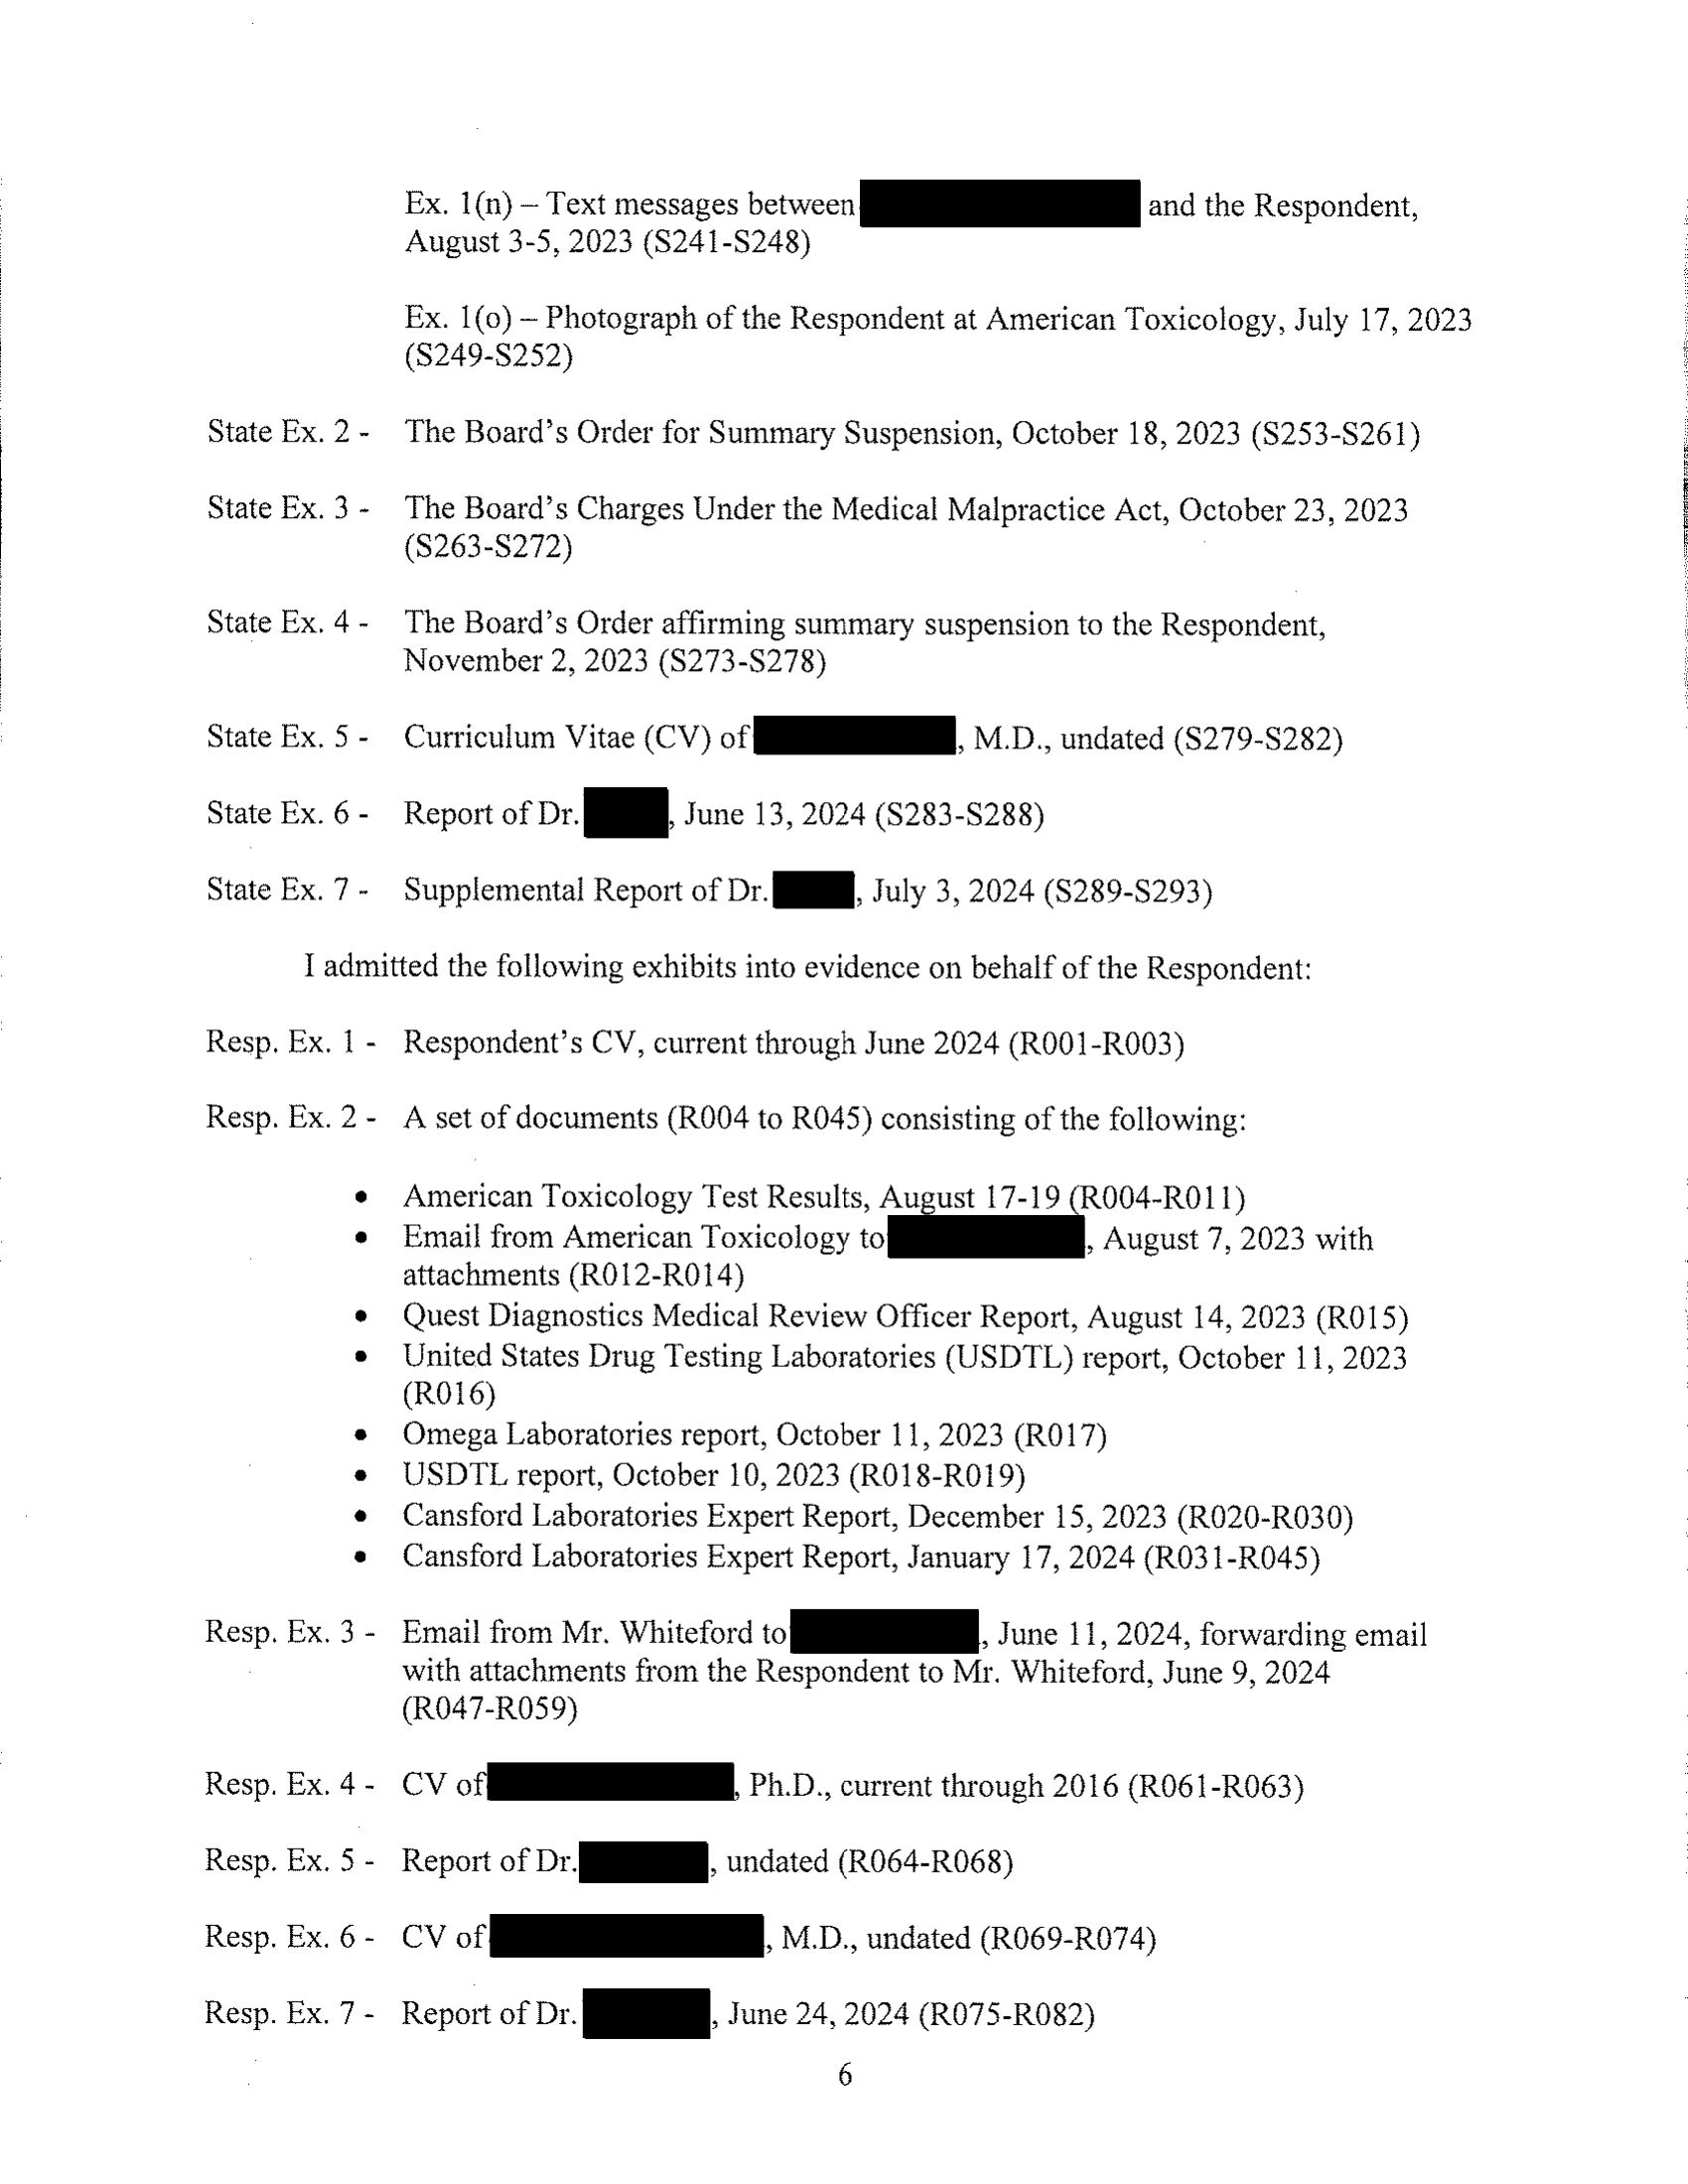 Ex. 1(n) – Text messages between and the Respondent,
August 3-5, 2023 (S241-S248)
Ex. 1(o) – Photograph of the Respondent at American Toxicology, July 17, 2023
(S249-S252)
State Ex. 2 - The Board's Order for Summary Suspension, October 18, 2023 (S253-S261)
State Ex. 3 - The Board's Charges Under the Medical Malpractice Act, October 23, 2023
(S263-S272)
State Ex. 4 - The Board's Order affirming summary suspension to the Respondent,
November 2, 2023 (S273-S278)
State Ex. 5 - Curriculum Vitae (CV) of , M.D., undated (S279-S282)
State Ex. 6 - Report of Dr. , June 13, 2024 (S283-S288)
State Ex. 7 - Supplemental Report of Dr. , July 3, 2024 (S289-S293)
I admitted the following exhibits into evidence on behalf of the Respondent:
Resp. Ex. 1 - Respondent's CV, current through June 2024 (R001-R003)
Resp. Ex. 2 - A set of documents (R004 to R045) consisting of the following:
• American Toxicology Test Results, August 17-19 (R004-R011)
• Email from American Toxicology to , August 7, 2023 with
attachments (R012-R014)
• Quest Diagnostics Medical Review Officer Report, August 14, 2023 (R015)
• United States Drug Testing Laboratories (USDTL) report, October 11, 2023
(R016)
• Omega Laboratories report, October 11, 2023 (R017)
• USDTL report, October 10, 2023 (R018-R019)
• Cansford Laboratories Expert Report, December 15, 2023 (R020-R030)
• Cansford Laboratories Expert Report, January 17, 2024 (R031-R045)
Resp. Ex. 3 - Email from Mr. Whiteford to , June 11, 2024, forwarding email
with attachments from the Respondent to Mr. Whiteford, June 9, 2024
(R047-R059)
Resp. Ex. 4 - CV of , Ph.D., current through 2016 (R061-R063)
Resp. Ex. 5 - Report of Dr. , undated (R064-R068)
Resp. Ex. 6 - CV of , M.D., undated (R069-R074)
Resp. Ex. 7 - Report of Dr. , June 24, 2024 (R075-R082)
6